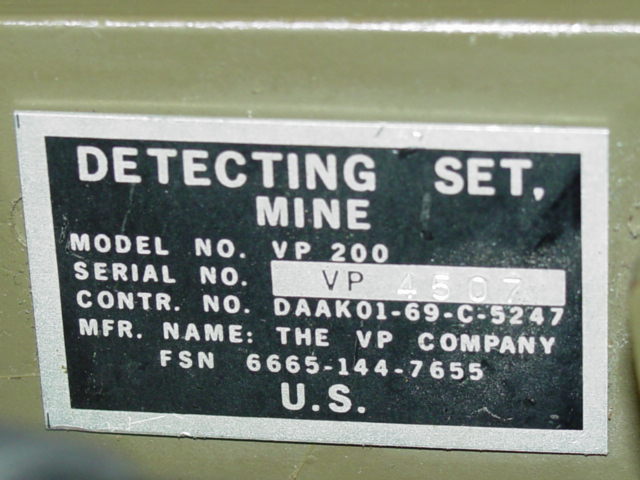 DETECTING SET,
MINE
MODEL NO. VP 200
SERIAL NO. VP 4507
CONTR. NO. DAAK01-69-C-5247
MFR. NAME: THE VP COMPANY
FSN 6665-144-7655
U.S.